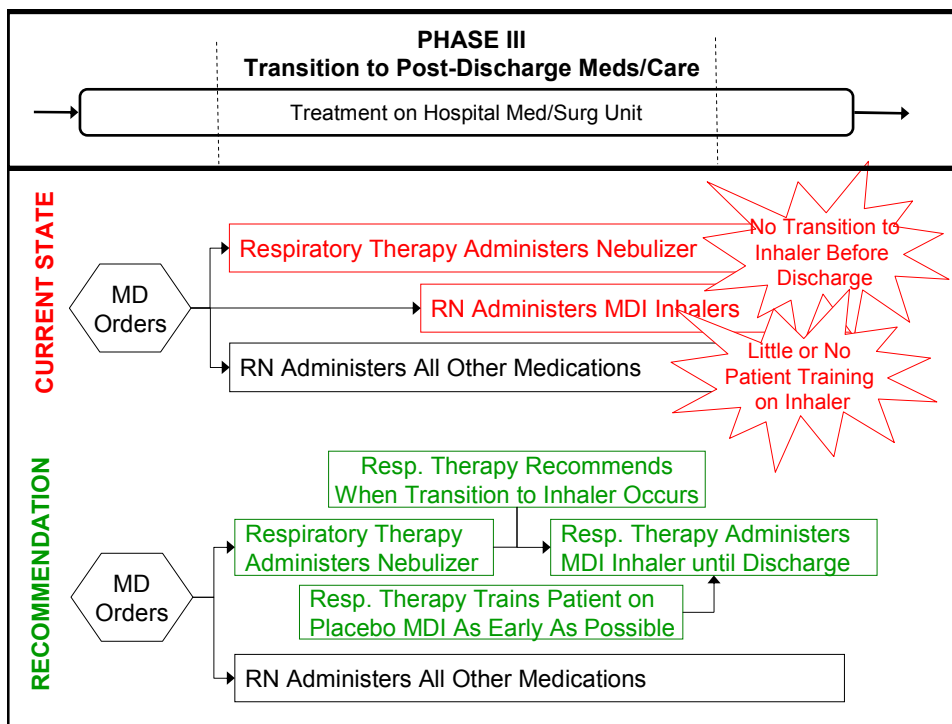 PHASE III
Transition to Post-Discharge Meds/Care
Treatment on Hospital Med/Surg Unit
CURRENT STATE
MD
Orders
Respiratory Therapy Administers Nebulizer
RN Administers MDI Inhalers
RN Administers All Other Medications
No Transition to
Inhaler Before
Discharge
Little or No
Patient Training
on Inhaler
RECOMMENDATION
MD
Orders
Resp. Therapy Recommends
When Transition to Inhaler Occurs
Respiratory Therapy
Administers Nebulizer
Resp. Therapy Administers
MDI Inhaler until Discharge
Resp. Therapy Trains Patient on
Placebo MDI As Early As Possible
RN Administers All Other Medications